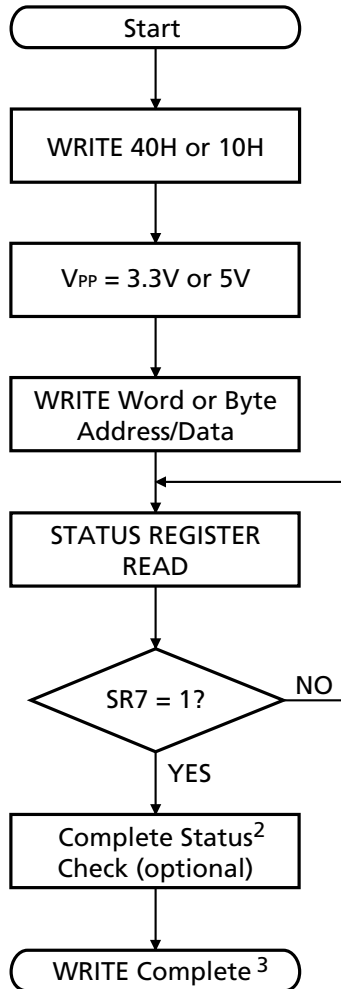 Start
WRITE 40H or 10H
VPP = 3.3V or 5V
WRITE Word or Byte
Address/Data
STATUS REGISTER
READ
SR7 = 1?
NO
YES
Complete Status2
Check (optional)
WRITE Complete 3